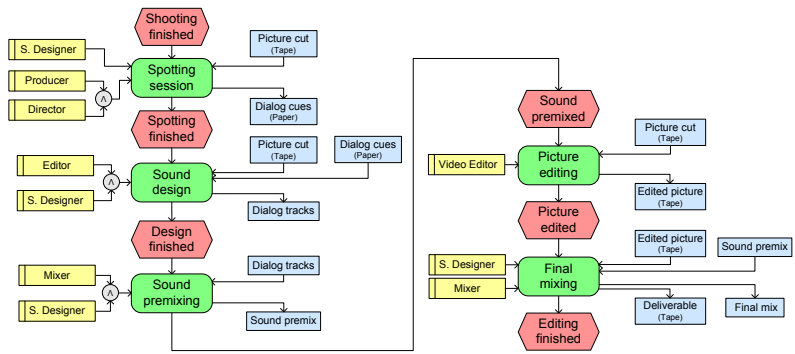 Shooting
finished
S. Designer
Picture cut
(Tape)
Spotting
session
Producer
Λ
Director
Dialog cues
(Paper)
Spotting
finished
Picture cut
(Tape)
Dialog cues
(Paper)
Editor
Λ
S. Designer
Sound
design
Dialog tracks
Design
finished
Dialog tracks
Mixer
Λ
S. Designer
Sound
premixing
Sound premix
Sound
premixed
Picture cut
(Tape)
Video Editor
Picture
editing
Edited picture
(Tape)
Picture
edited
Edited picture
(Tape)
Sound premix
S. Designer
Mixer
Final
mixing
Deliverable
(Tape)
Final mix
Editing
finished